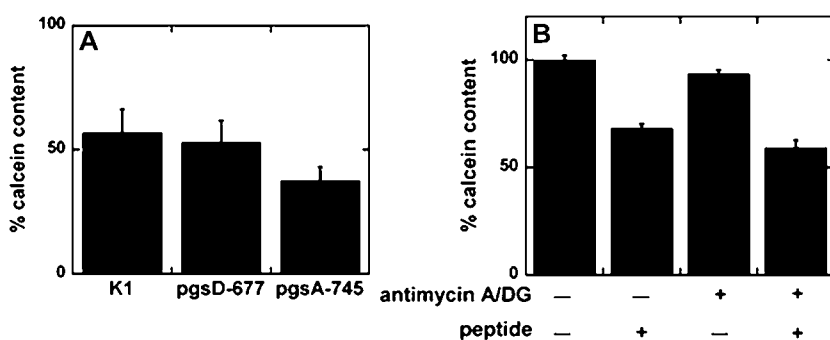 A
% calcein content
100
50
0
K1 pgsD-677 pgsA-745
B
% calcein content
100
50
0
antimycin A/DG — — + +
peptide — + — +